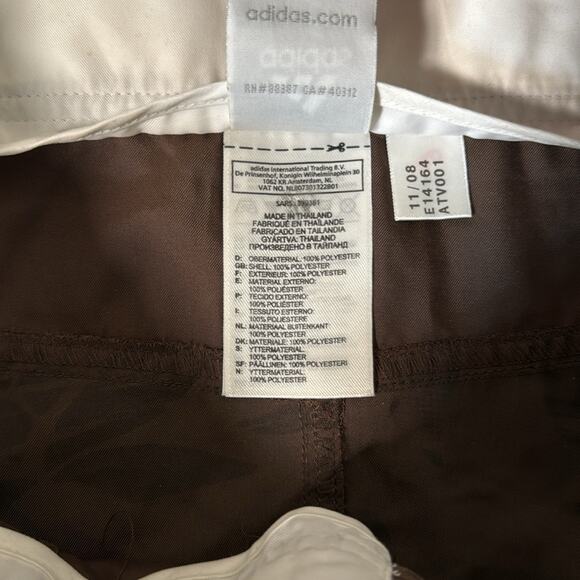 adidas.com
adidas
RN#88387 CA#40312
adidas International Trading B.V.
De Prinsenhof, Konigin Wilhelminaplein 30
1062 KR Amsterdam, NL
VAT NO. NL807301322B01
MADE IN THAILAND
FABRIQUÉ EN THAÏLANDE
FABRICADO EN TAILANDIA
GYÁRTVA: THAILAND
ПРОИЗВЕДЕНО В ТАЙЛАНД
D: OBERMATERIAL: 100% POLYESTER
GB: SHELL: 100% POLYESTER
F: EXTERIEUR: 100% POLYESTER
E: MATERIAL EXTERNO:
100% POLIÉSTER
P: TECIDO EXTERNO:
100% POLIÉSTER
I: TESSUTO ESTERNO:
100% POLIESTERE
NL: MATERIAAL BUITENKANT
100% POLYESTER
DK: MATERIALE: 100% POLYESTER
S: YTTERMATERIAL:
100% POLYESTER
SF: PÄÄLLINEN: 100% POLYESTERI
N: YTTERMATERIAL:
100% POLYESTER
11/08
E14164
ATV001